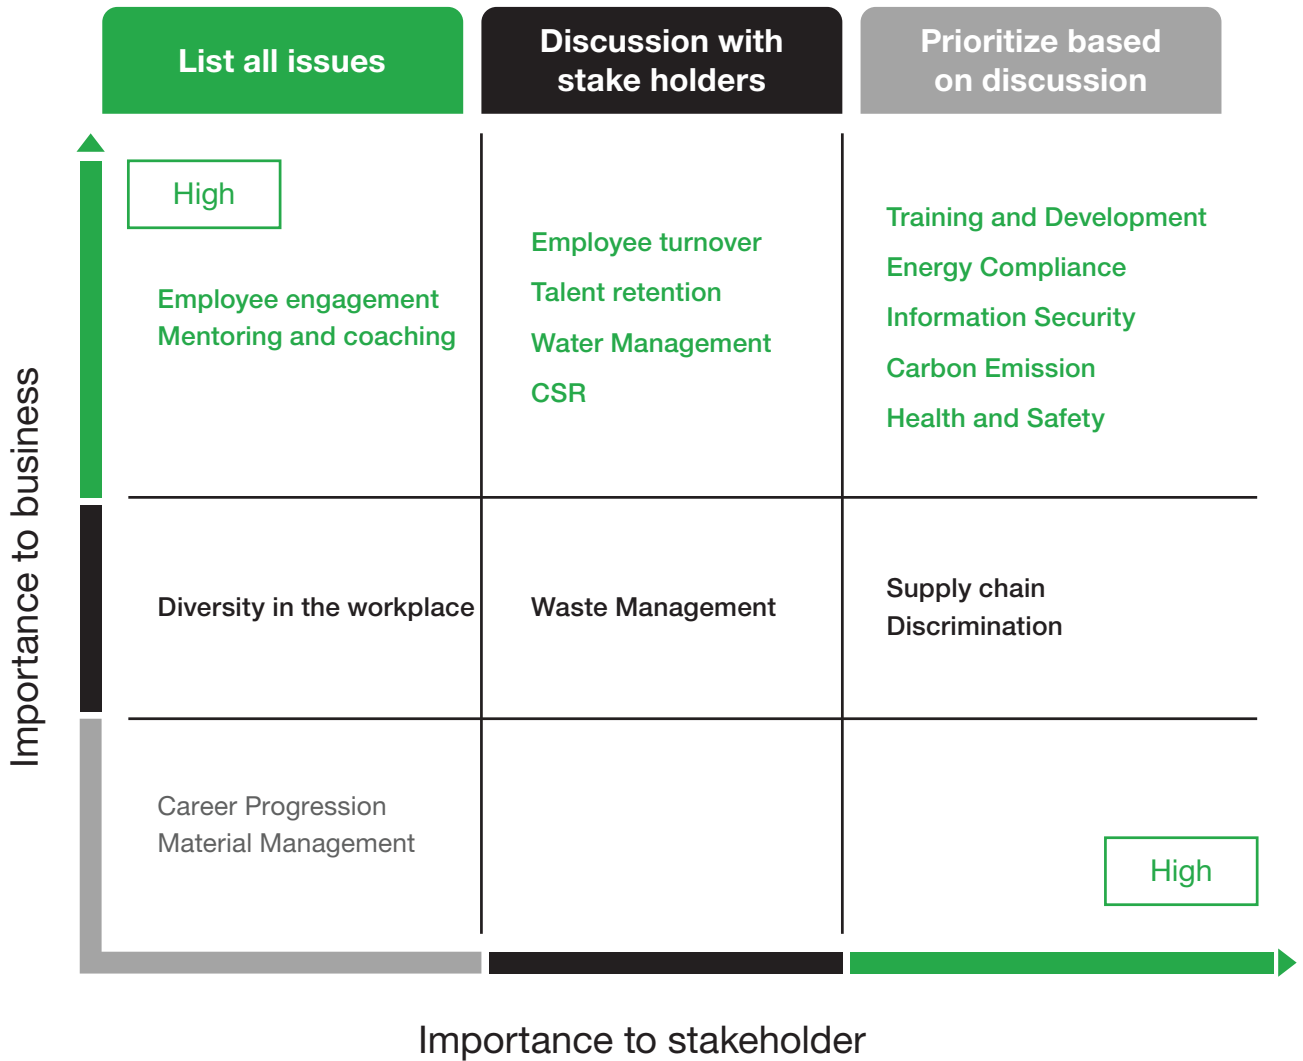 List all issues
Discussion with
stake holders
Prioritize based
on discussion
High
Employee engagement
Mentoring and coaching
Employee turnover
Talent retention
Water Management
CSR
Training and Development
Energy Compliance
Information Security
Carbon Emission
Health and Safety
Importance to business
Diversity in the workplace
Waste Management
Supply chain
Discrimination
Career Progression
Material Management
High
Importance to stakeholder